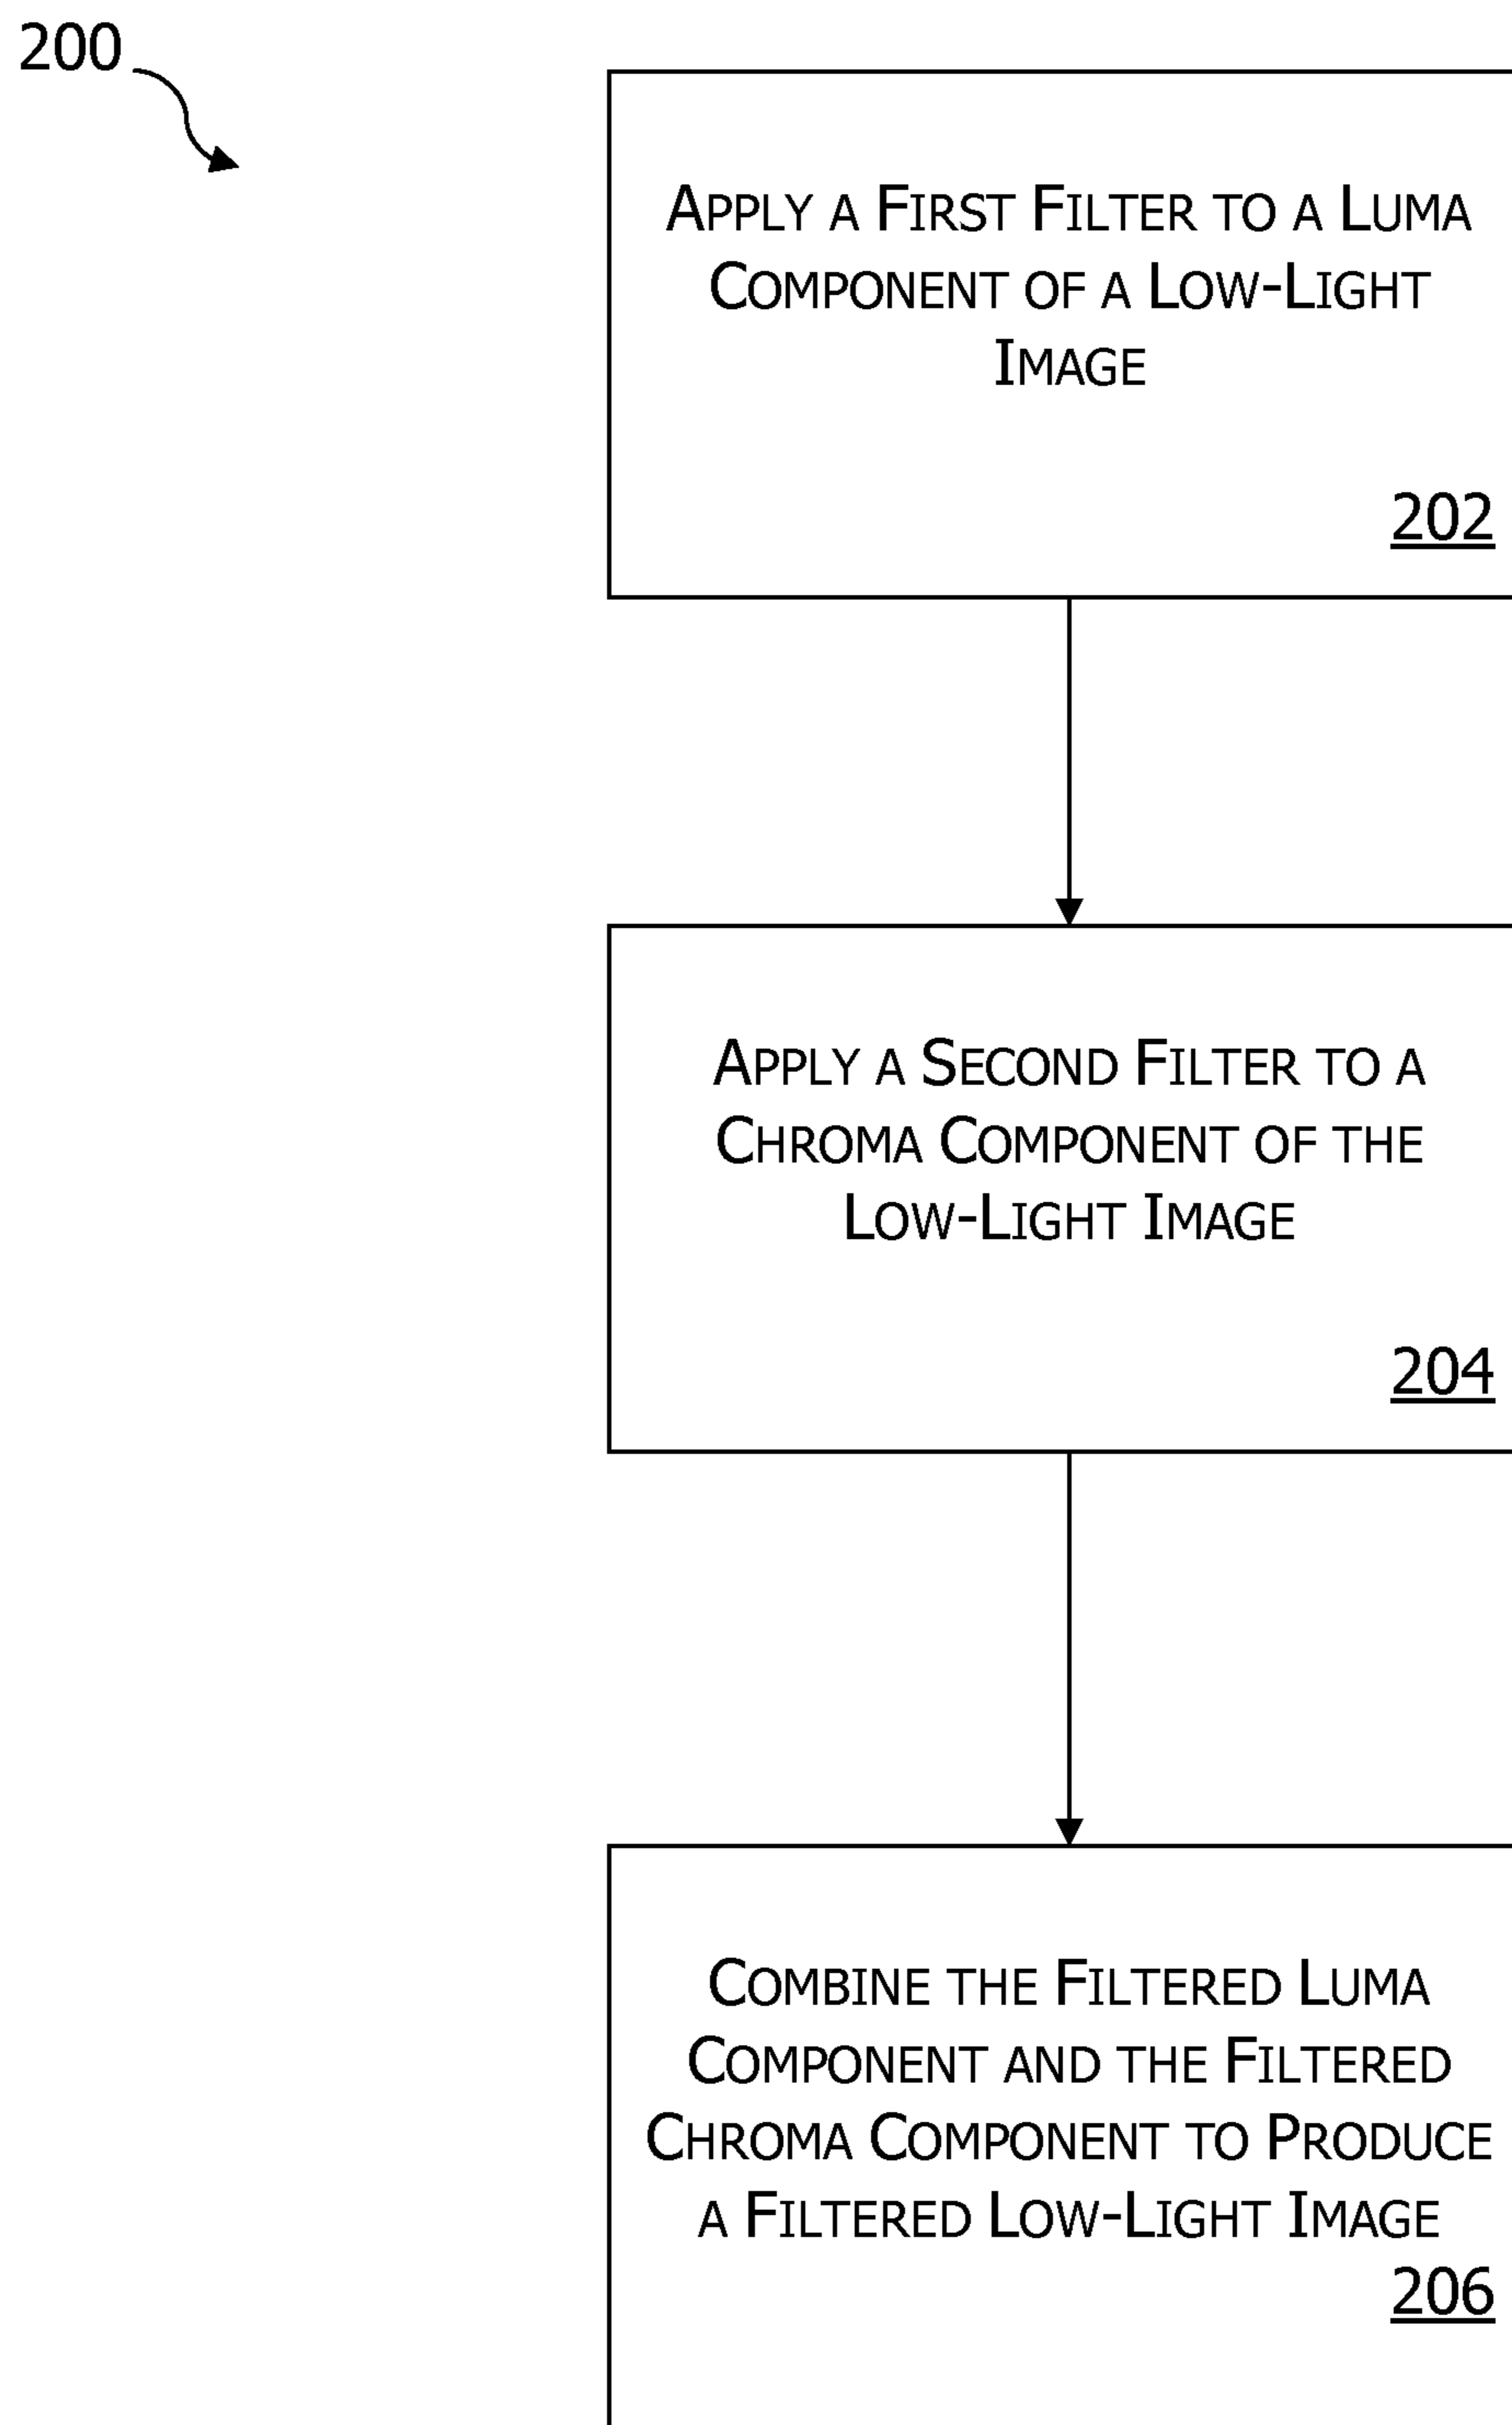 200
Apply a First Filter to a Luma
Component of a Low-Light
Image
202
Apply a Second Filter to a
Chroma Component of the
Low-Light Image
204
Combine the Filtered Luma
Component and the Filtered
Chroma Component to Produce
a Filtered Low-Light Image
206